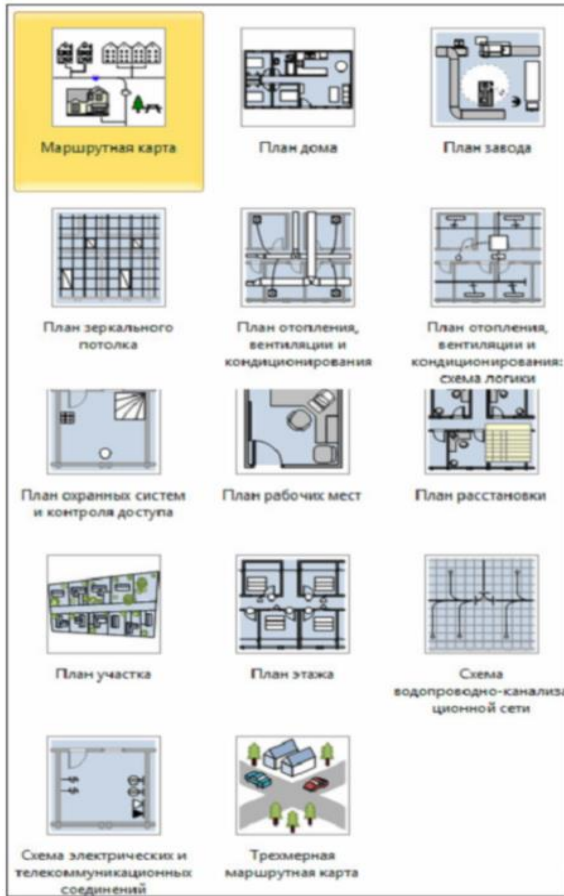 Маршрутная карта
План дома
План завода
План зеркального
потолка
План отопления,
вентиляции и
кондиционирования
План отопления,
вентиляции и
кондиционирования:
схема логики
План охранных систем
и контроля доступа
План рабочих мест
План расстановки
План участка
План этажа
Схема
водопроводно-канализа
ционной сети
Схема электрических и
телекоммуникационных
соединений
Трехмерная
маршрутная карта